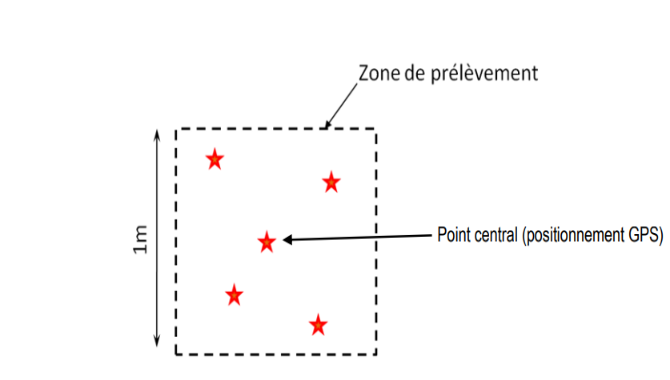 Zone de prélèvement
1m
Point central (positionnement GPS)